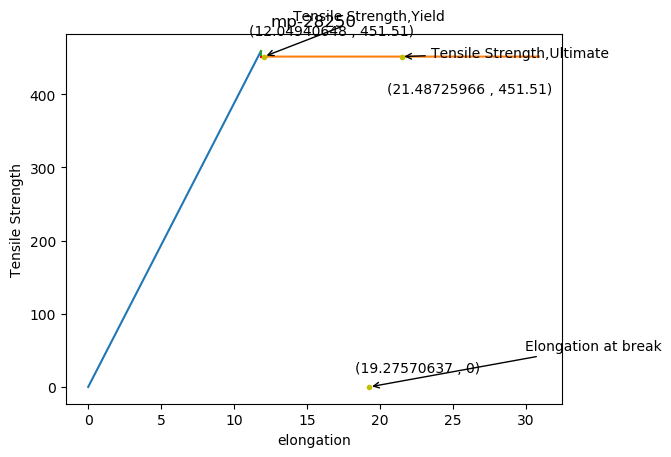 Tensile Strength,Yield
mp-28250
(12.04940648 , 451.51)
Tensile Strength,Ultimate
(21.48725966 , 451.51)
400
300
200
100
0
Tensile Strength
Elongation at break
(19.27570637 , 0)
0 5 10 15 20 25 30
elongation